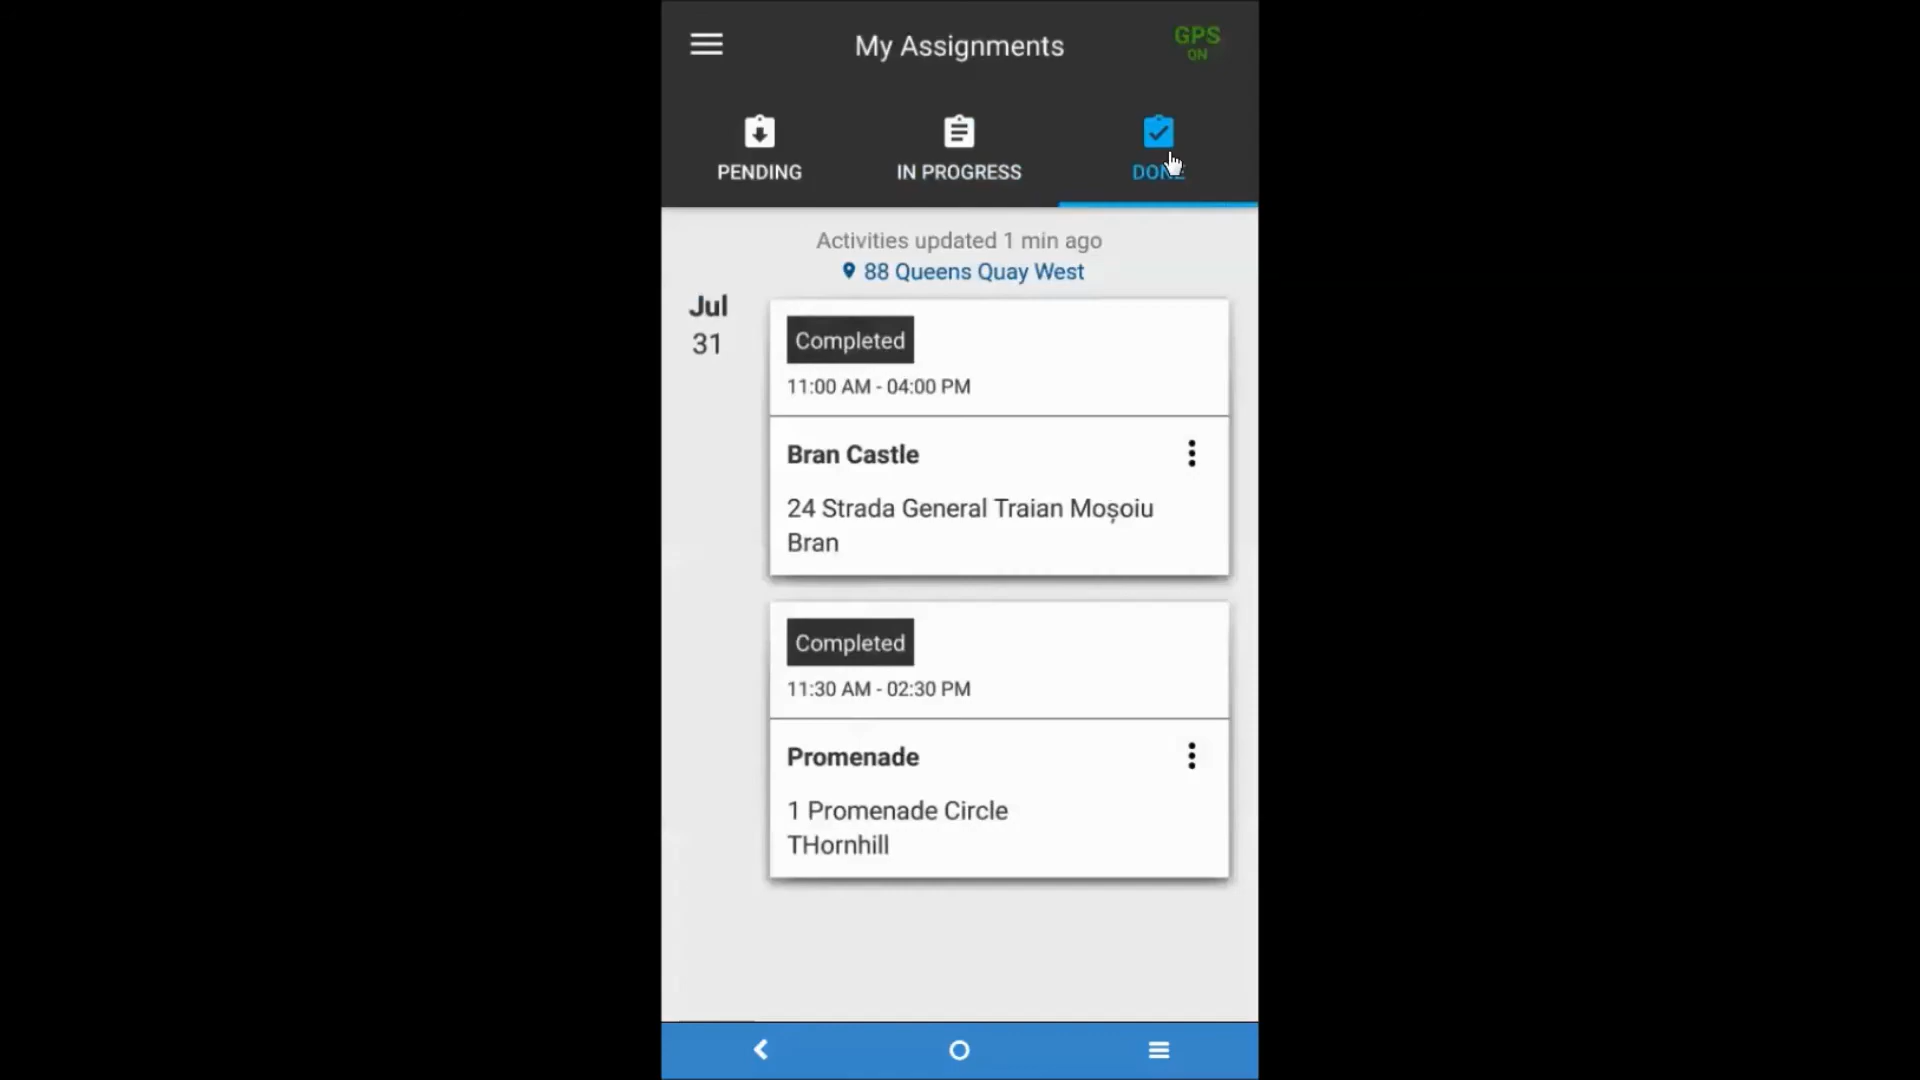 My Assignments
GPS
ON
PENDING
IN PROGRESS
DONE
Activities updated 1 min ago
88 Queens Quay West
Jul
31
Completed
11:00 AM - 04:00 PM
Bran Castle
24 Strada General Traian Moșoiu
Bran
Completed
11:30 AM - 02:30 PM
Promenade
1 Promenade Circle
THornhill